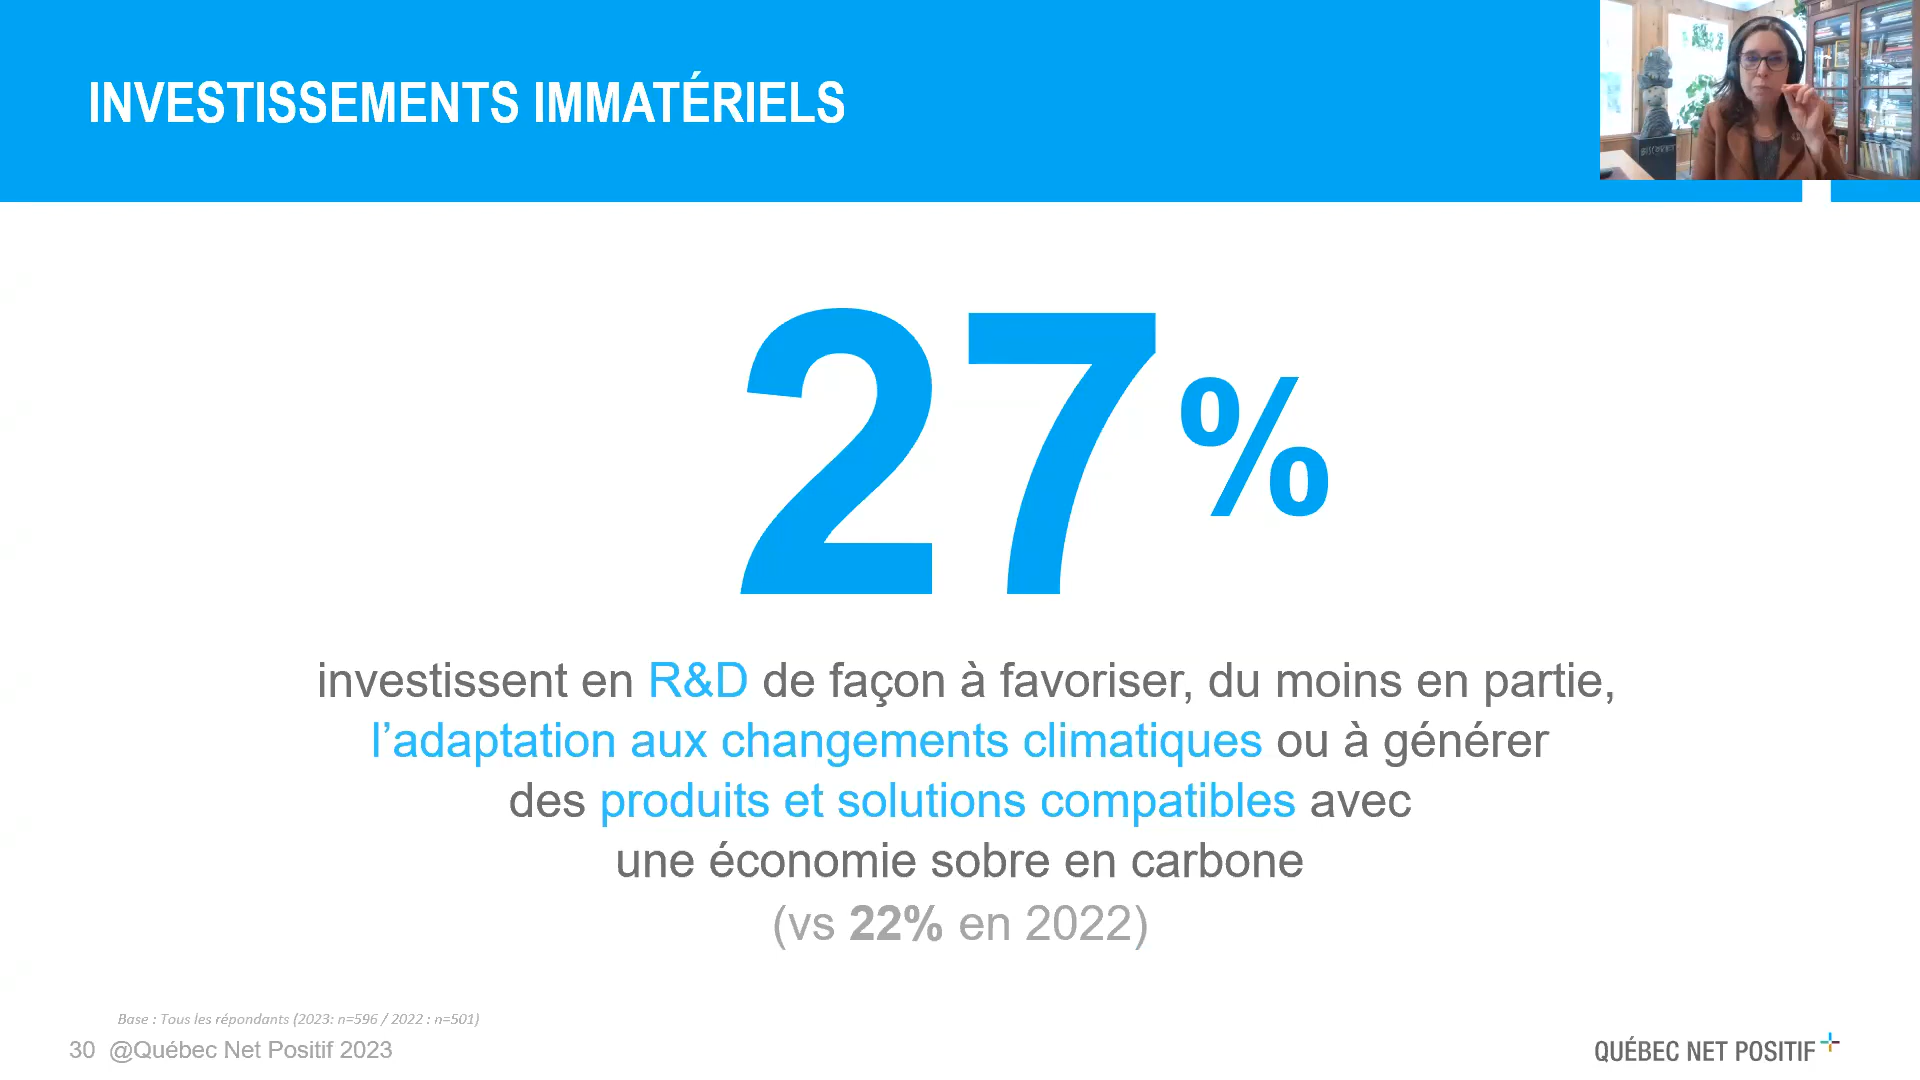 INVESTISSEMENTS IMMATÉRIELS
27%
investissent en R&D de façon à favoriser, du moins en partie,
l’adaptation aux changements climatiques ou à générer
des produits et solutions compatibles avec
une économie sobre en carbone
(vs 22% en 2022)
Base : Tous les répondants (2023: n=596 / 2022 : n=501)
30 @Québec Net Positif 2023
QUÉBEC NET POSITIF